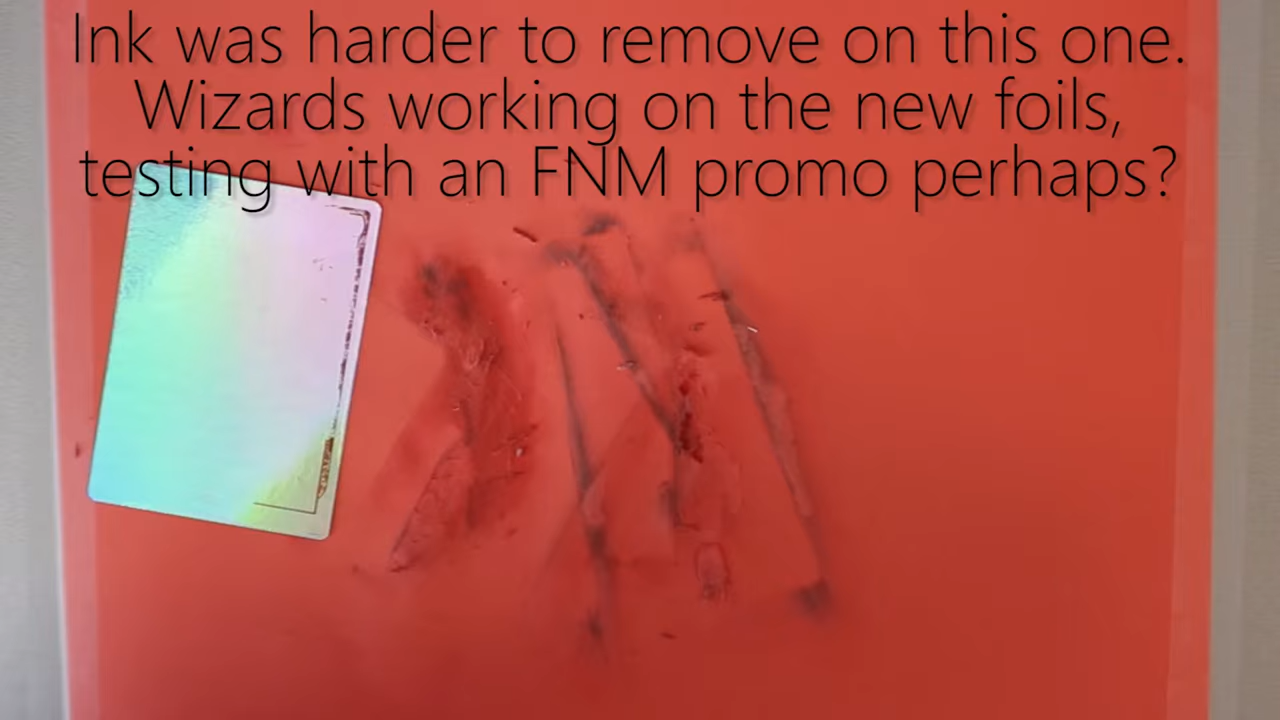 Ink was harder to remove on this one.
Wizards working on the new foils,
testing with an FNM promo perhaps?